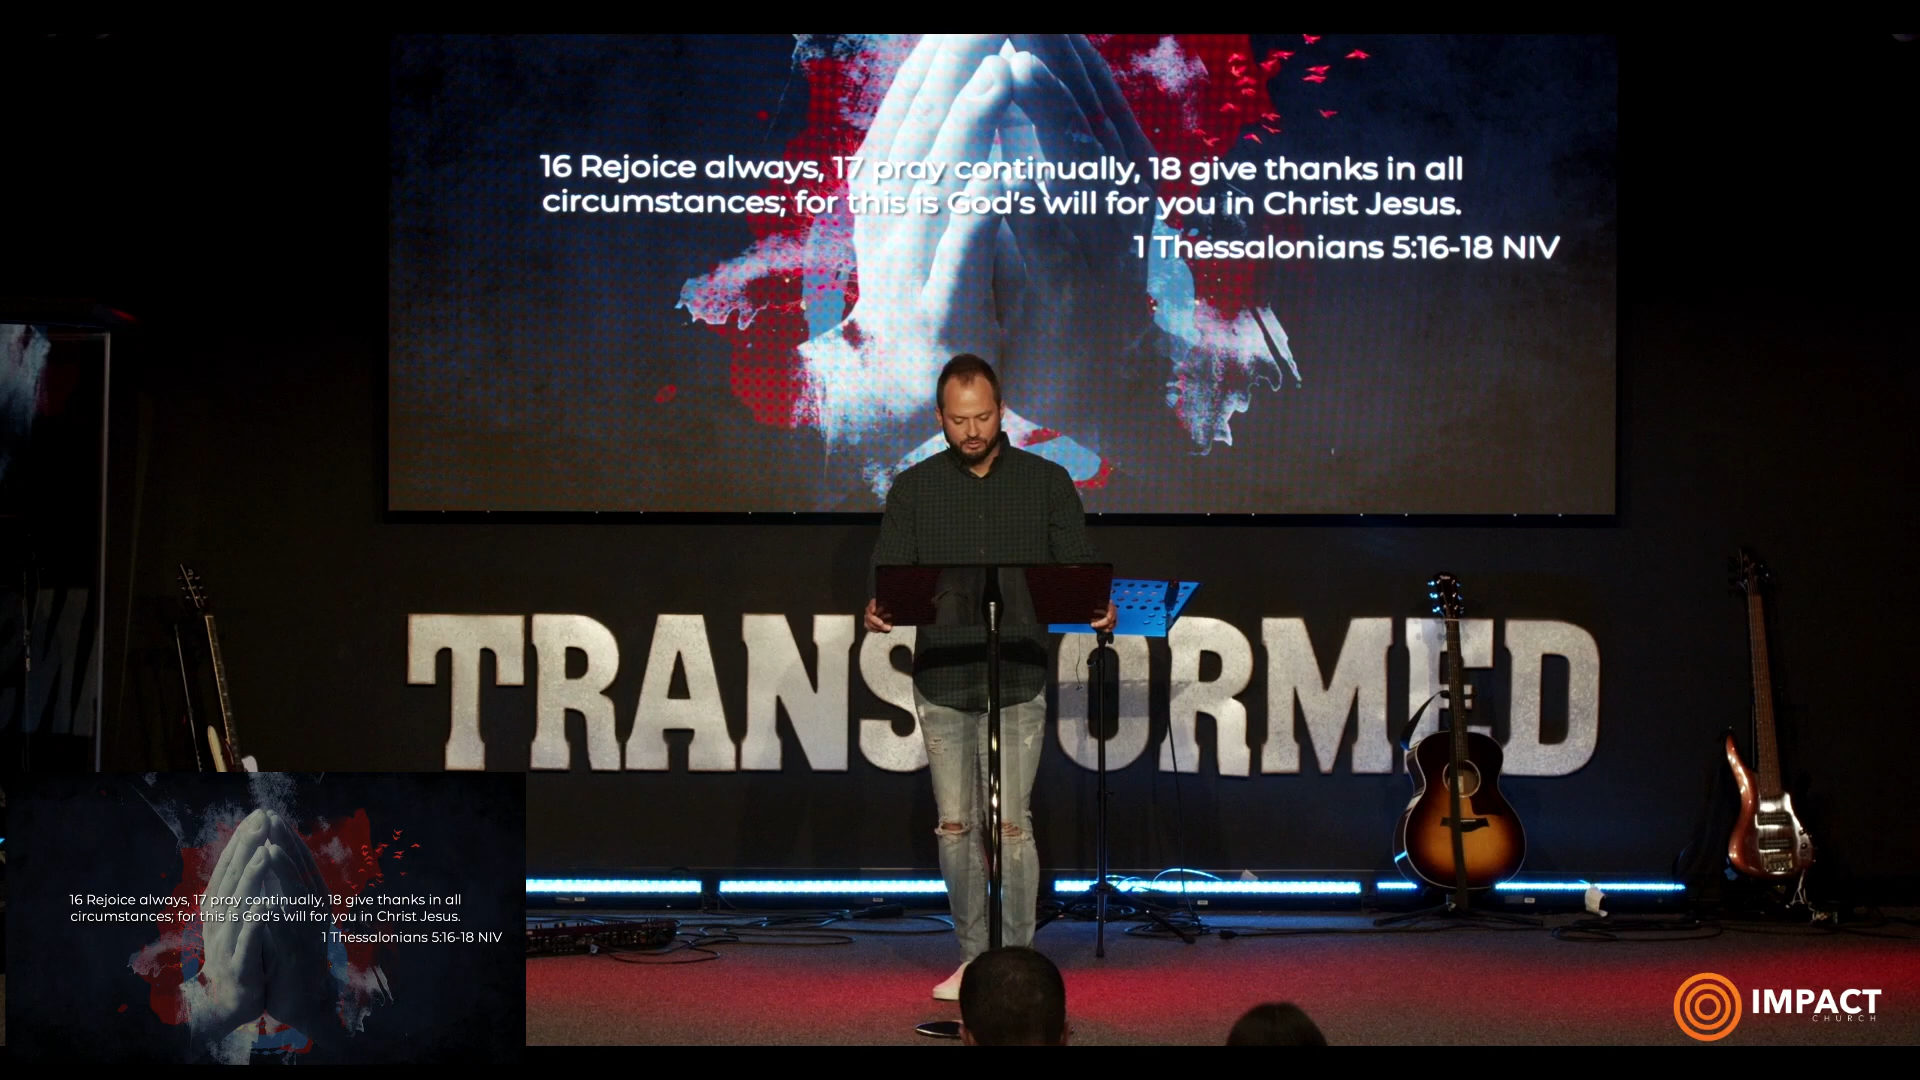 16 Rejoice always, 17 pray continually, 18 give thanks in all
circumstances; for this is God's will for you in Christ Jesus.
1 Thessalonians 5:16-18 NIV
TRANS ORMED
16 Rejoice always, 17 pray continually, 18 give thanks in all
circumstances; for this is God's will for you in Christ Jesus.
1 Thessalonians 5:16-18 NIV
IMPACT
CHURCH